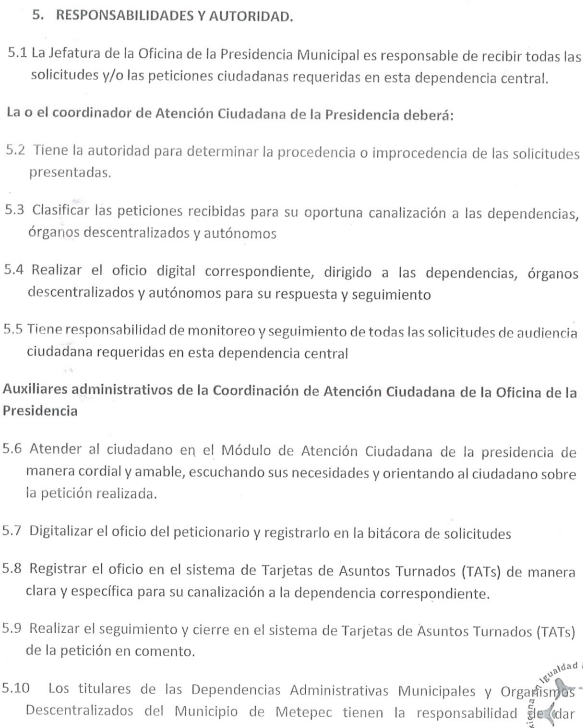 5. RESPONSABILIDADES Y AUTORIDAD.
5.1 La Jefatura de la Oficina de la Presidencia Municipal es responsable de recibir todas las
solicitudes y/o las peticiones ciudadanas requeridas en esta dependencia central.
La o el coordinador de Atención Ciudadana de la Presidencia deberá:
5.2 Tiene la autoridad para determinar la procedencia o improcedencia de las solicitudes
presentadas.
5.3 Clasificar las peticiones recibidas para su oportuna canalización a las dependencias,
órganos descentralizados y autónomos
5.4 Realizar el oficio digital correspondiente, dirigido a las dependencias, órganos
descentralizados y autónomos para su respuesta y seguimiento
5.5 Tiene responsabilidad de monitoreo y seguimiento de todas las solicitudes de audiencia
ciudadana requeridas en esta dependencia central
Auxiliares administrativos de la Coordinación de Atención Ciudadana de la Oficina de la
Presidencia
5.6 Atender al ciudadano en el Módulo de Atención Ciudadana de la presidencia de
manera cordial y amable, escuchando sus necesidades y orientando al ciudadano sobre
la petición realizada.
5.7 Digitalizar el oficio del peticionario y registrarlo en la bitácora de solicitudes
5.8 Registrar el oficio en el sistema de Tarjetas de Asuntos Turnados (TATs) de manera
clara y específica para su canalización a la dependencia correspondiente.
5.9 Realizar el seguimiento y cierre en el sistema de Tarjetas de Asuntos Turnados (TATs)
de la petición en comento.
Igualdad
5.10 Los titulares de las Dependencias Administrativas Municipales y Organismos
Descentralizados del Municipio de Metepec tienen la responsabilidad de dar